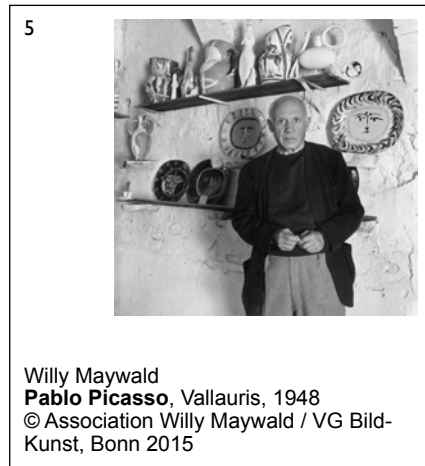 5
Willy Maywald
Pablo Picasso, Vallauris, 1948
© Association Willy Maywald / VG Bild-
Kunst, Bonn 2015